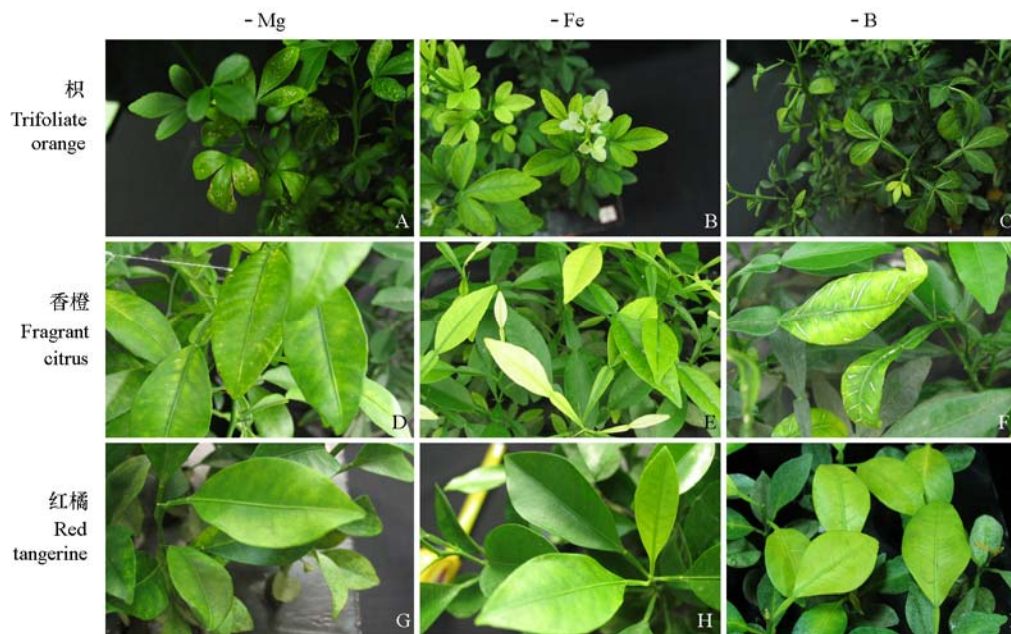 - Mg
- Fe
- B
枳
Trifoliate
orange
A
B
C
香橙
Fragrant
citrus
D
E
F
红橘
Red
tangerine
G
H
I